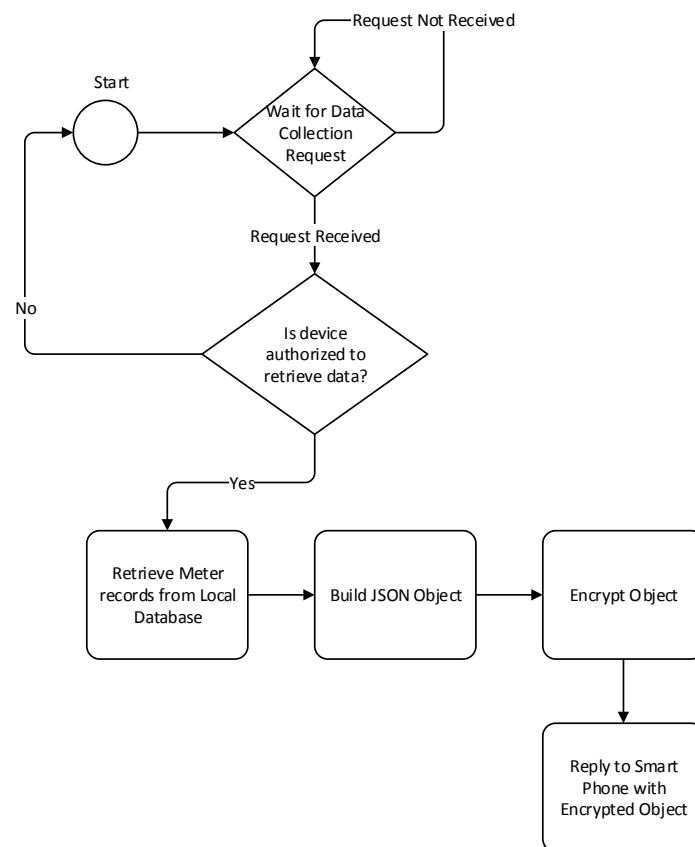 Request Not Received
Start
Wait for Data
Collection
Request
Request Received
No
Is device
authorized to
retrieve data?
Yes
Retrieve Meter
records from Local
Database
Build JSON Object
Encrypt Object
Reply to Smart
Phone with
Encrypted Object